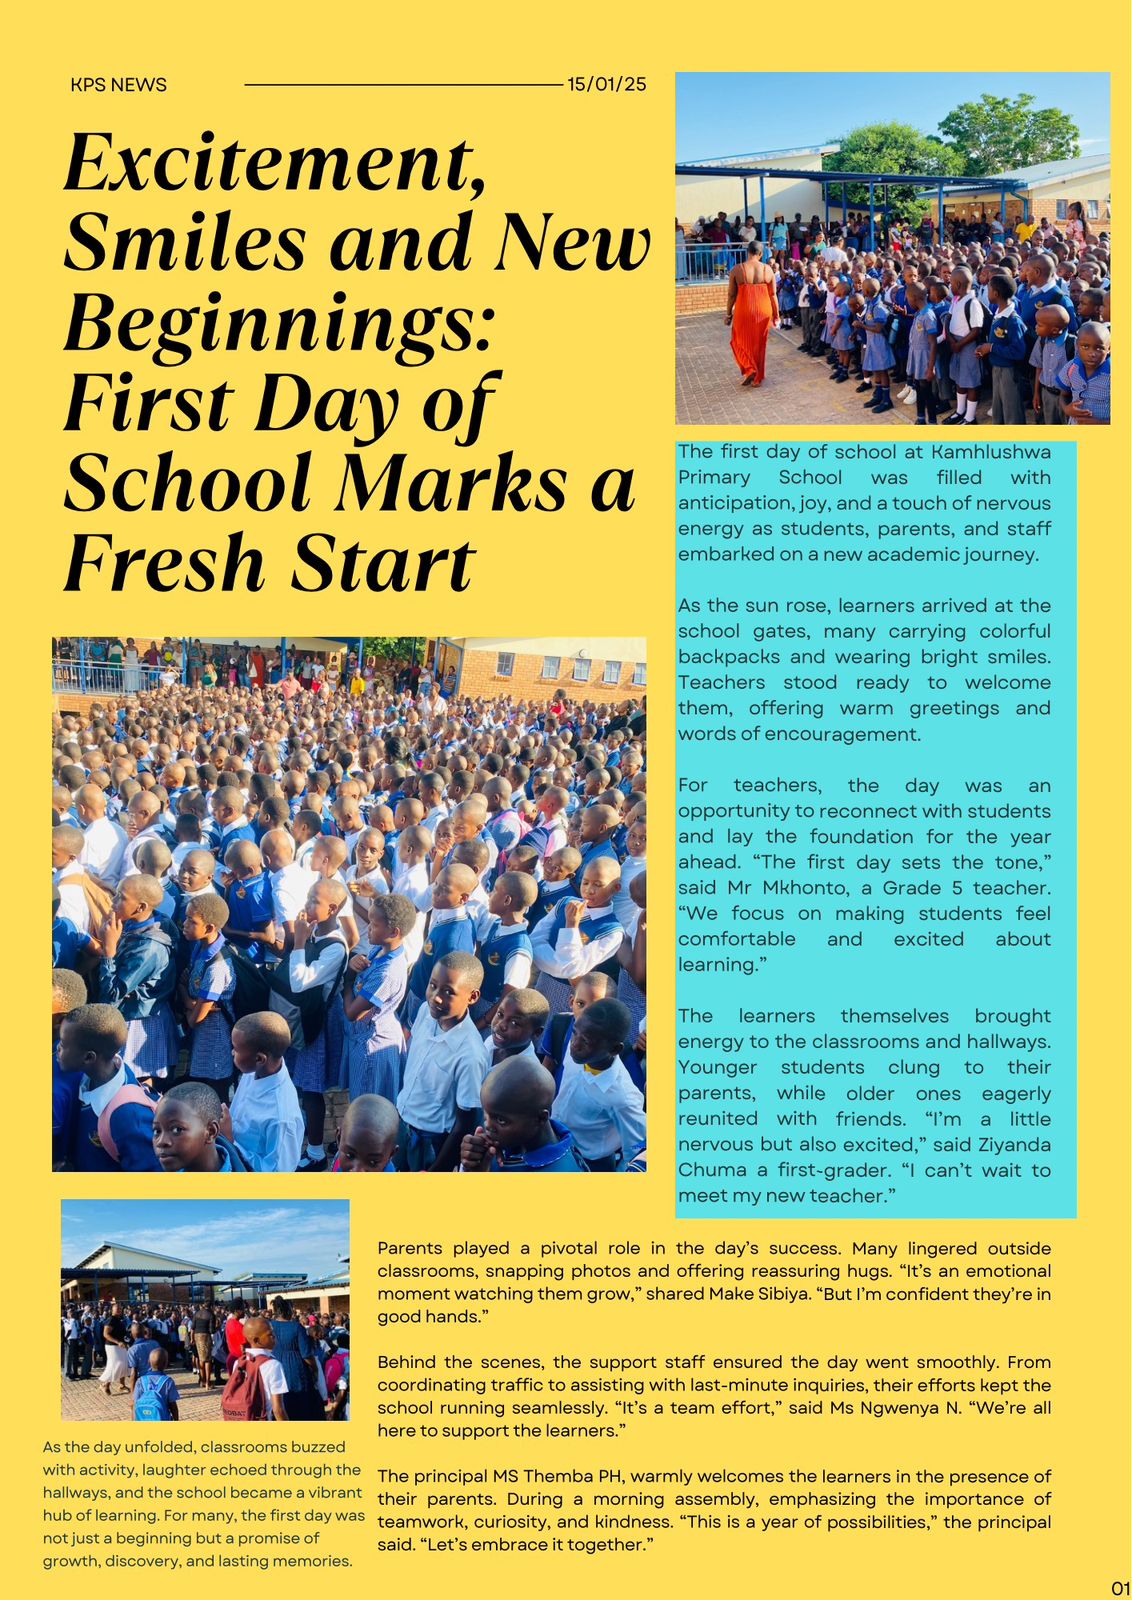 KPS NEWS
15/01/25
Excitement,
Smiles and New
Beginnings:
First Day of
School Marks a
Fresh Start
The first day of school at Kamhlushwa
Primary School was filled with
anticipation, joy, and a touch of nervous
energy as students, parents, and staff
embarked on a new academic journey.
As the sun rose, learners arrived at the
school gates, many carrying colorful
backpacks and wearing bright smiles.
Teachers stood ready to welcome
them, offering warm greetings and
words of encouragement.
For teachers, the day was an
opportunity to reconnect with students
and lay the foundation for the year
ahead. “The first day sets the tone,”
said Mr Mkhonto, a Grade 5 teacher.
“We focus on making students feel
comfortable and excited about
learning.”
The learners themselves brought
energy to the classrooms and hallways.
Younger students clung to their
parents, while older ones eagerly
reunited with friends. “I’m a little
nervous but also excited,” said Ziyanda
Chuma a first-grader. “I can’t wait to
meet my new teacher.”
Parents played a pivotal role in the day’s success. Many lingered outside
classrooms, snapping photos and offering reassuring hugs. “It’s an emotional
moment watching them grow,” shared Make Sibiya. “But I’m confident they’re in
good hands.”
Behind the scenes, the support staff ensured the day went smoothly. From
coordinating traffic to assisting with last-minute inquiries, their efforts kept the
school running seamlessly. “It’s a team effort,” said Ms Ngwenya N. “We’re all
here to support the learners.”
The principal MS Themba PH, warmly welcomes the learners in the presence of
their parents. During a morning assembly, emphasizing the importance of
teamwork, curiosity, and kindness. “This is a year of possibilities,” the principal
said. “Let’s embrace it together.”
As the day unfolded, classrooms buzzed
with activity, laughter echoed through the
hallways, and the school became a vibrant
hub of learning. For many, the first day was
not just a beginning but a promise of
growth, discovery, and lasting memories.
01